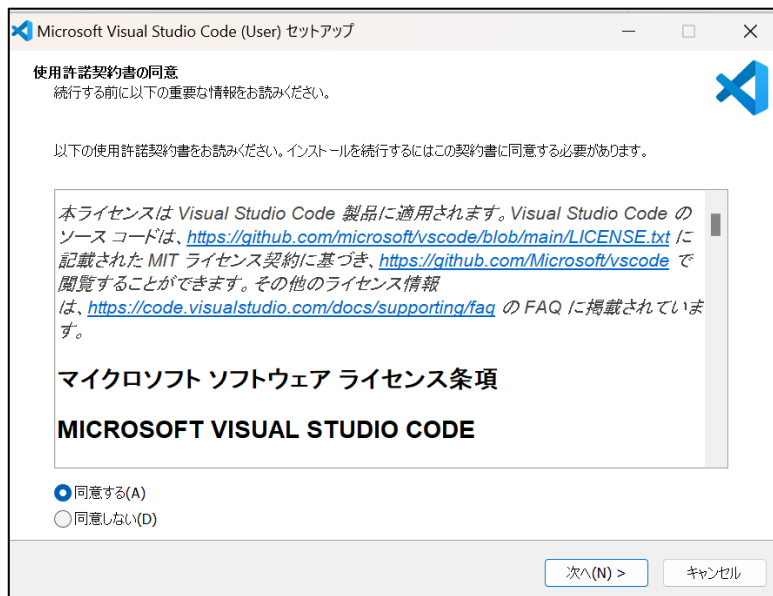 Microsoft Visual Studio Code (User) セットアップ
使用許諾契約書の同意
続行する前に以下の重要な情報をお読みください。
以下の使用許諾契約書をお読みください。インストールを続行するにはこの契約書に同意する必要があります。
本ライセンスは Visual Studio Code 製品に適用されます。Visual Studio Code の
ソース コードは、https://github.com/microsoft/vscode/blob/main/LICENSE.txt に
記載された MIT ライセンス契約に基づき、https://github.com/Microsoft/vscode で
閲覧することができます。その他のライセンス情報
は、https://code.visualstudio.com/docs/supporting/faq の FAQ に掲載されていま
す。
マイクロソフト ソフトウェア ライセンス条項
MICROSOFT VISUAL STUDIO CODE
同意する(A)
同意しない(D)
次へ(N) >
キャンセル